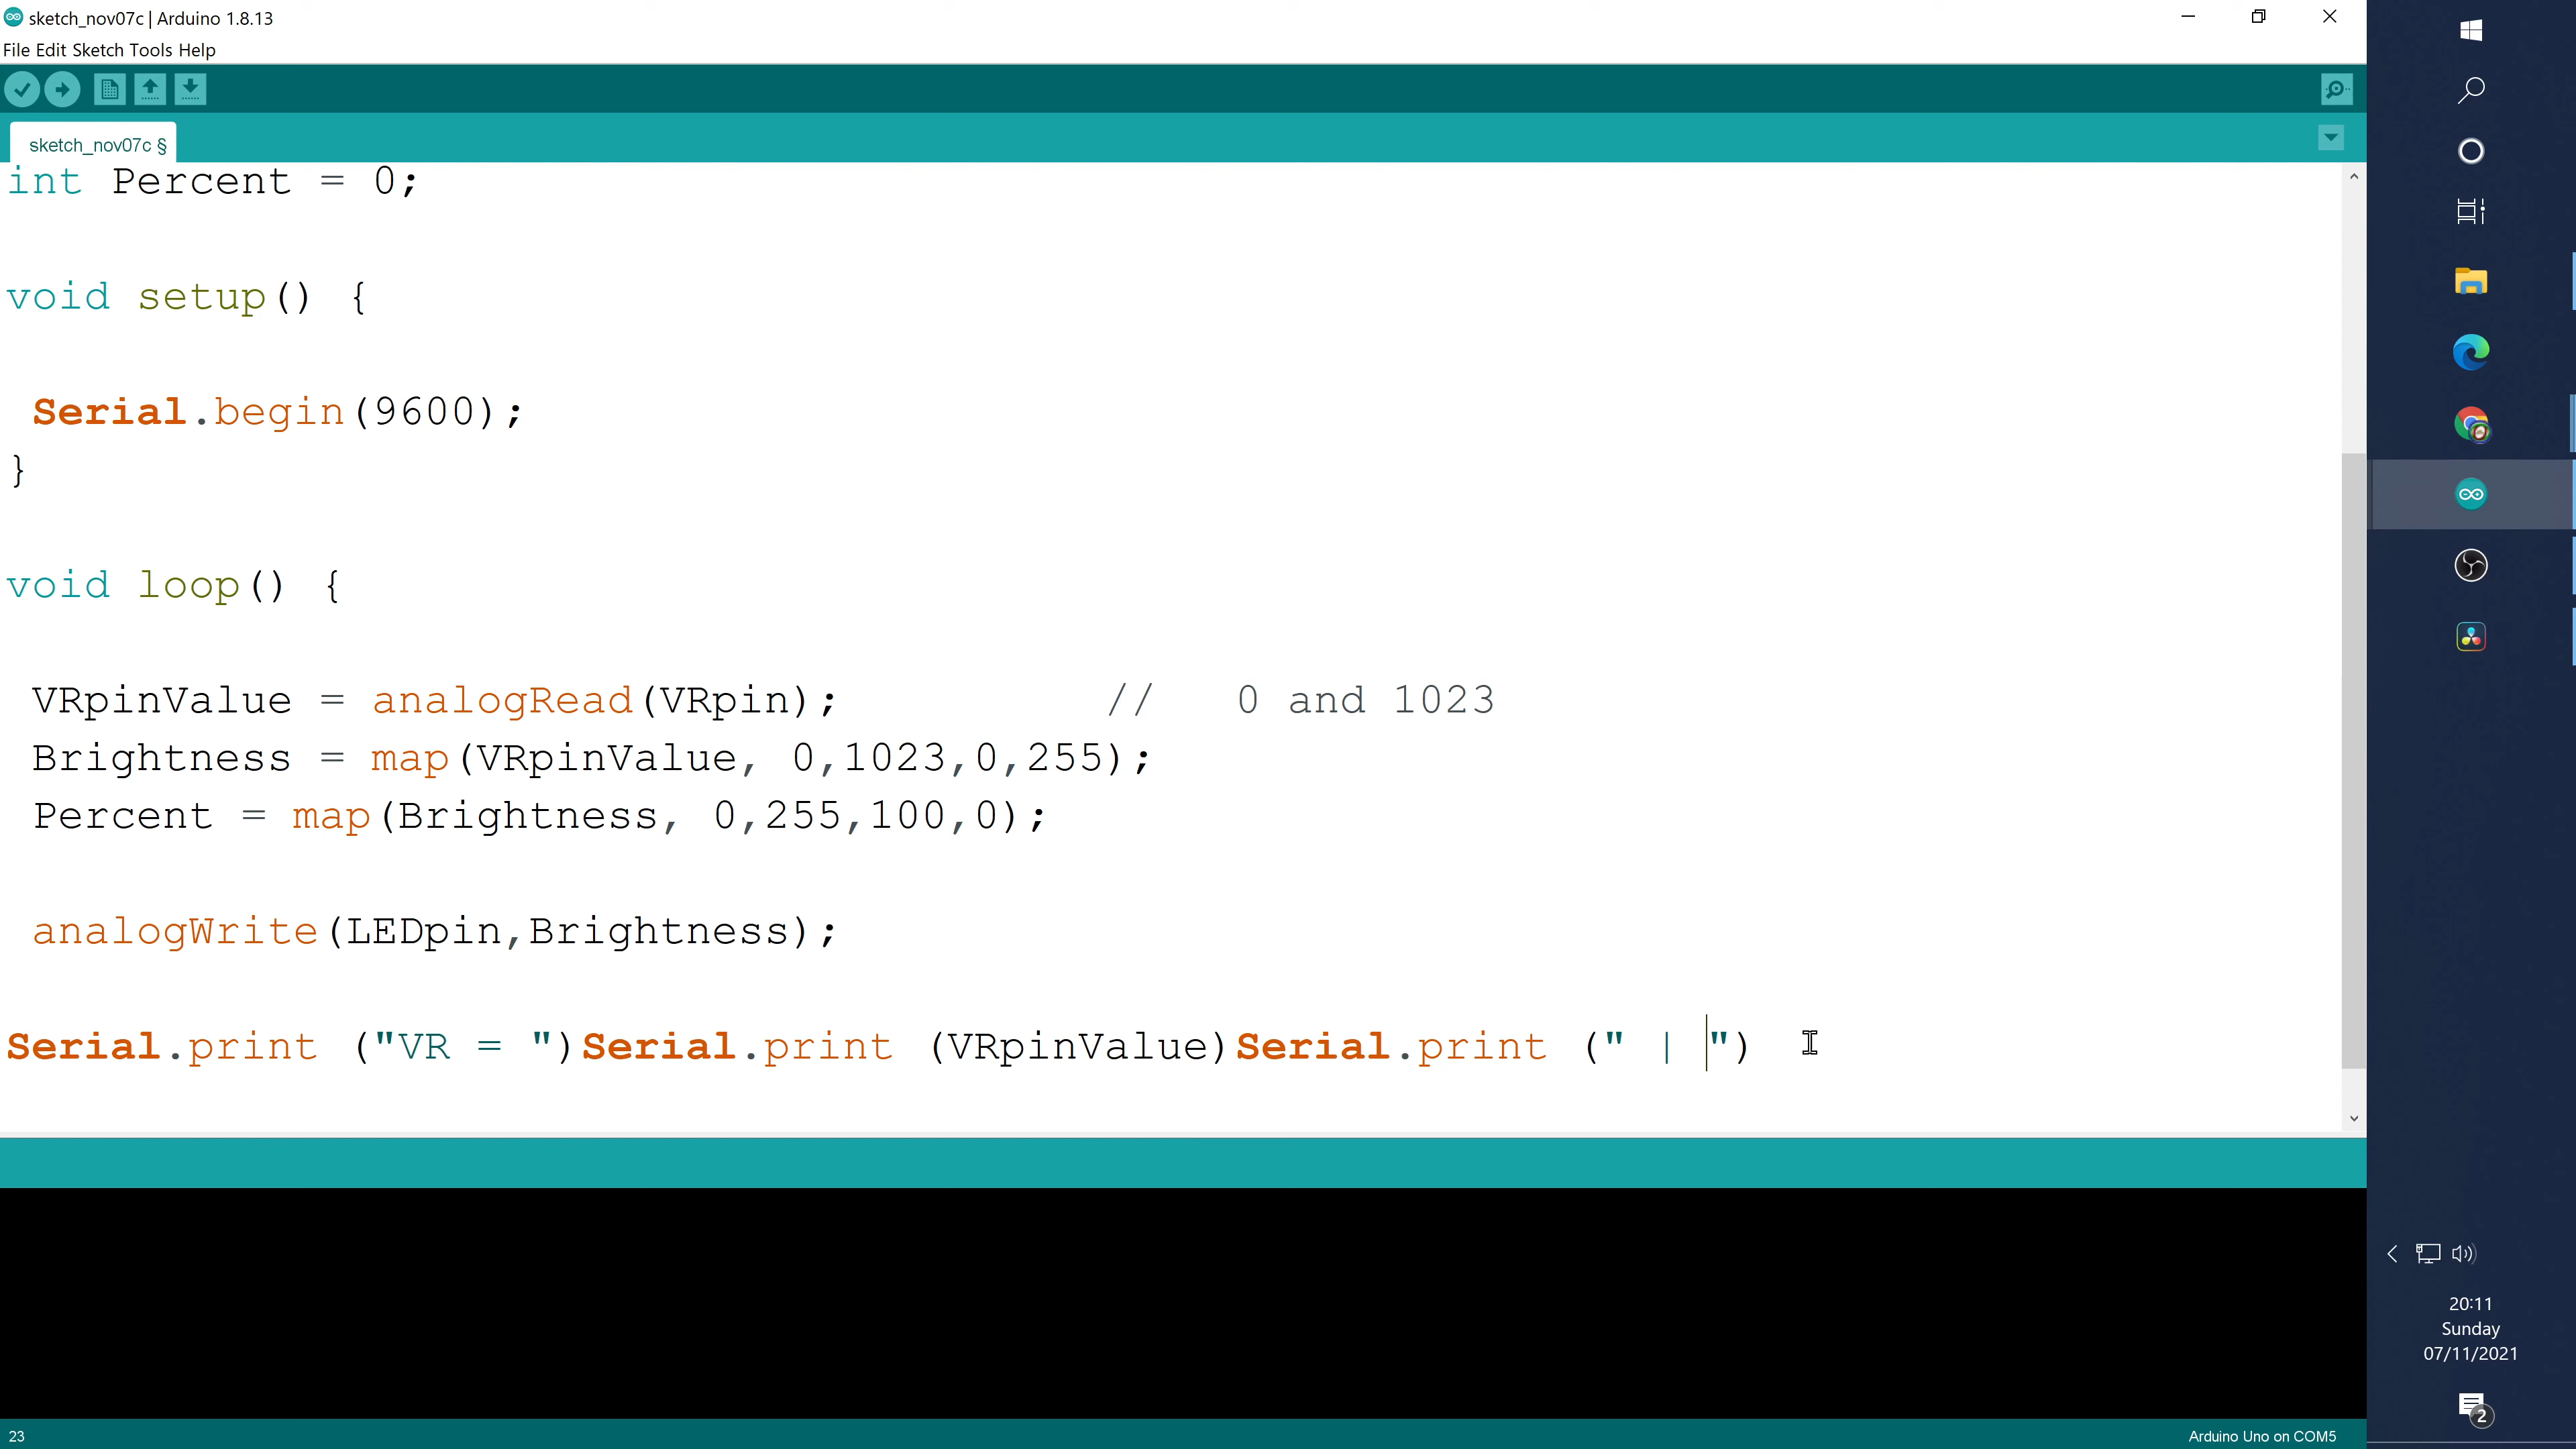 sketch_nov07c | Arduino 1.8.13
File Edit Sketch Tools Help
sketch_nov07c §
int Percent = 0;
void setup() {
Serial.begin(9600);
}
void loop() {
VRpinValue = analogRead(VRpin); // 0 and 1023
Brightness = map(VRpinValue, 0,1023,0,255);
Percent = map(Brightness, 0,255,100,0);
analogWrite(LEDpin,Brightness);
Serial.print ("VR = ")Serial.print (VRpinValue)Serial.print (" | ")
20:11
Sunday
07/11/2021
2
23
Arduino Uno on COM5